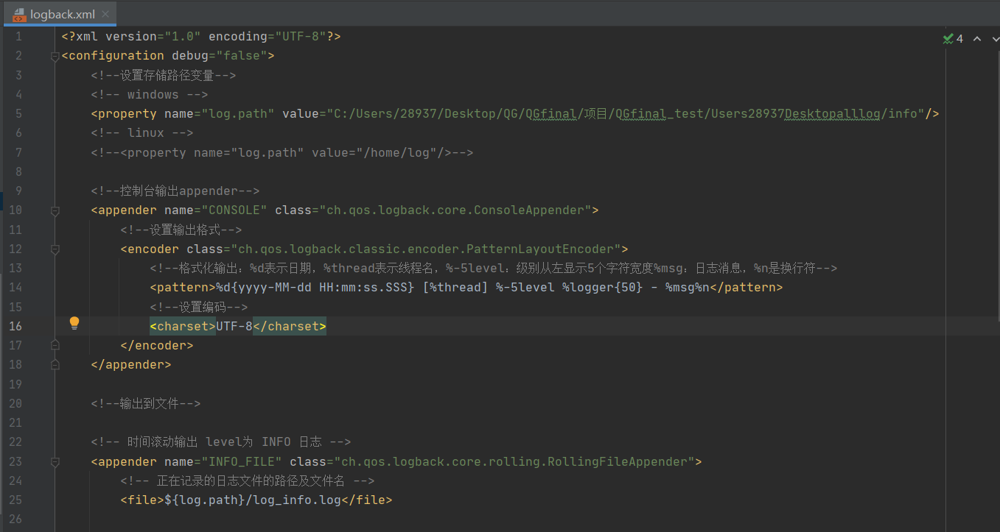 logback.xml
4
1 <?xml version="1.0" encoding="UTF-8"?>
2 <configuration debug="false">
3 <!--设置存储路径变量-->
4 <!-- windows -->
5 <property name="log.path" value="C:/Users/28937/Desktop/QG/QGfinal/项目/QGfinal_test/Users28937Desktopalllog/info"/>
6 <!-- linux -->
7 <!--<property name="log.path" value="/home/log"/>-->
8
9 <!--控制台输出appender-->
10 <appender name="CONSOLE" class="ch.qos.logback.core.ConsoleAppender">
11 <!--设置输出格式-->
12 <encoder class="ch.qos.logback.classic.encoder.PatternLayoutEncoder">
13 <!--格式化输出：%d表示日期，%thread表示线程名，%-5level：级别从左显示5个字符宽度%msg：日志消息，%n是换行符-->
14 <pattern>%d{yyyy-MM-dd HH:mm:ss.SSS} [%thread] %-5level %logger{50} - %msg%n</pattern>
15 <!--设置编码-->
16 <charset>UTF-8</charset>
17 </encoder>
18 </appender>
19
20 <!--输出到文件-->
21
22 <!-- 时间滚动输出 level为 INFO 日志 -->
23 <appender name="INFO_FILE" class="ch.qos.logback.core.rolling.RollingFileAppender">
24 <!-- 正在记录的日志文件的路径及文件名 -->
25 <file>${log.path}/log_info.log</file>
26